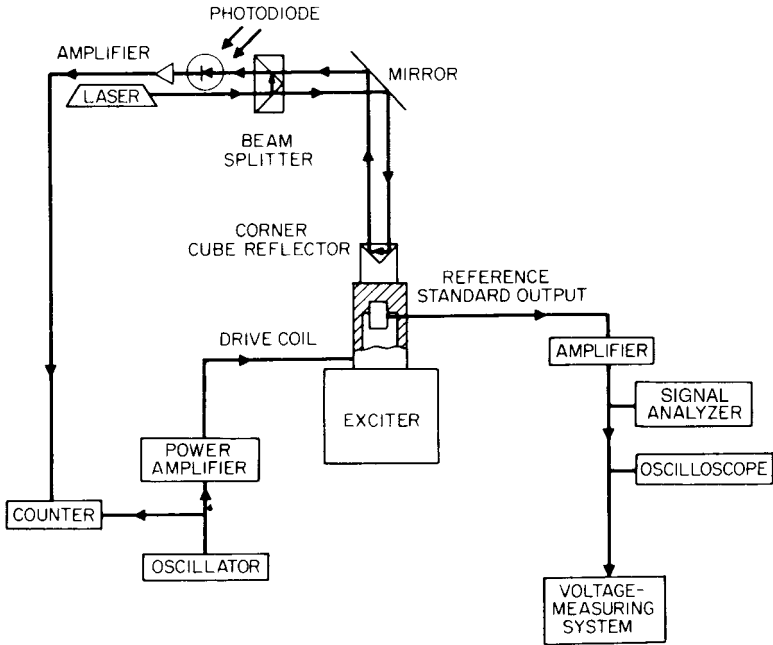 PHOTODIODE
AMPLIFIER
MIRROR
LASER
BEAM
SPLITTER
CORNER
CUBE REFLECTOR
REFERENCE
STANDARD OUTPUT
DRIVE COIL
AMPLIFIER
SIGNAL
ANALYZER
EXCITER
POWER
AMPLIFIER
OSCILLOSCOPE
COUNTER
OSCILLATOR
VOLTAGE-
MEASURING
SYSTEM